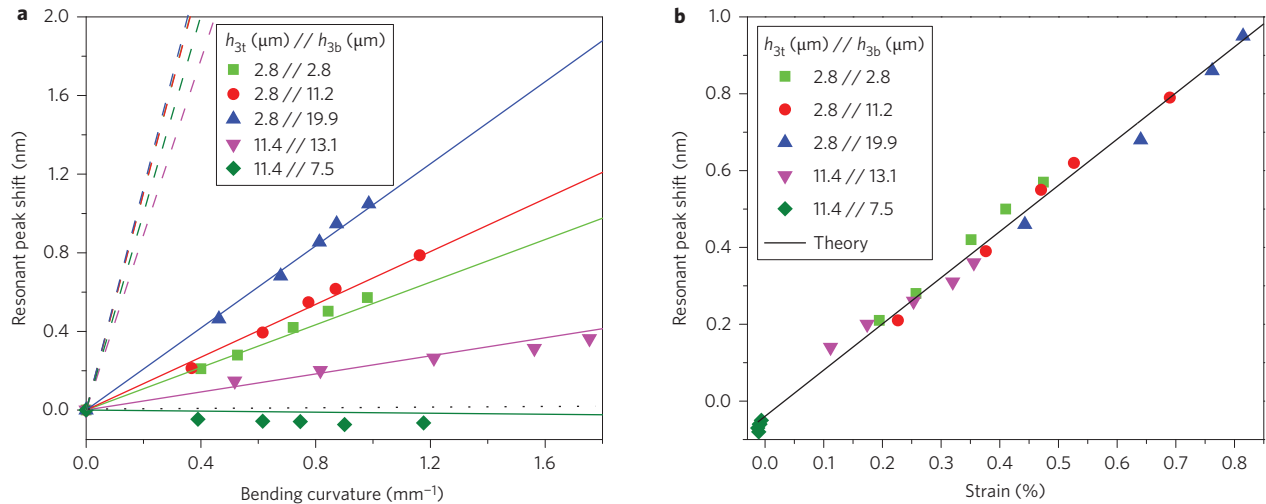 a
Resonant peak shift (nm)
2.0
1.6
1.2
0.8
0.4
0.0
h3t (μm) // h3b (μm)
2.8 // 2.8
2.8 // 11.2
2.8 // 19.9
11.4 // 13.1
11.4 // 7.5
0.0 0.4 0.8 1.2 1.6
Bending curvature (mm⁻¹)
b
Resonant peak shift (nm)
1.0
0.8
0.6
0.4
0.2
0.0
h3t (μm) // h3b (μm)
2.8 // 2.8
2.8 // 11.2
2.8 // 19.9
11.4 // 13.1
11.4 // 7.5
Theory
0.0 0.1 0.2 0.3 0.4 0.5 0.6 0.7 0.8
Strain (%)